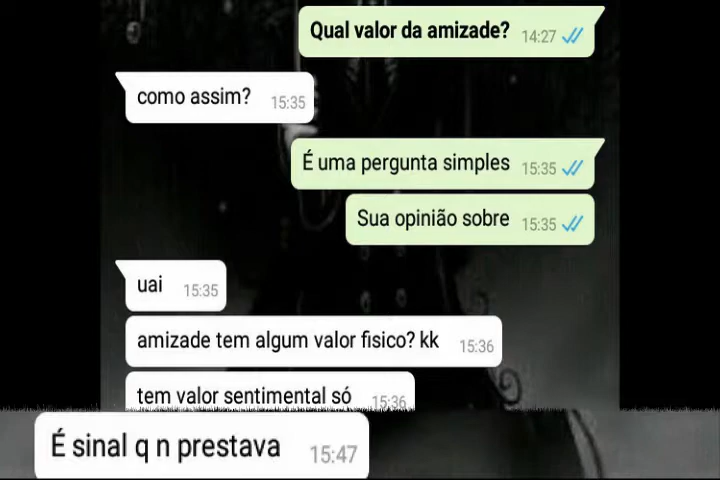 Qual valor da amizade? 14:27
como assim? 15:35
É uma pergunta simples 15:35
Sua opinião sobre 15:35
uai 15:35
amizade tem algum valor fisico? kk 15:36
tem valor sentimental só 15:36
É sinal q n prestava 15:47